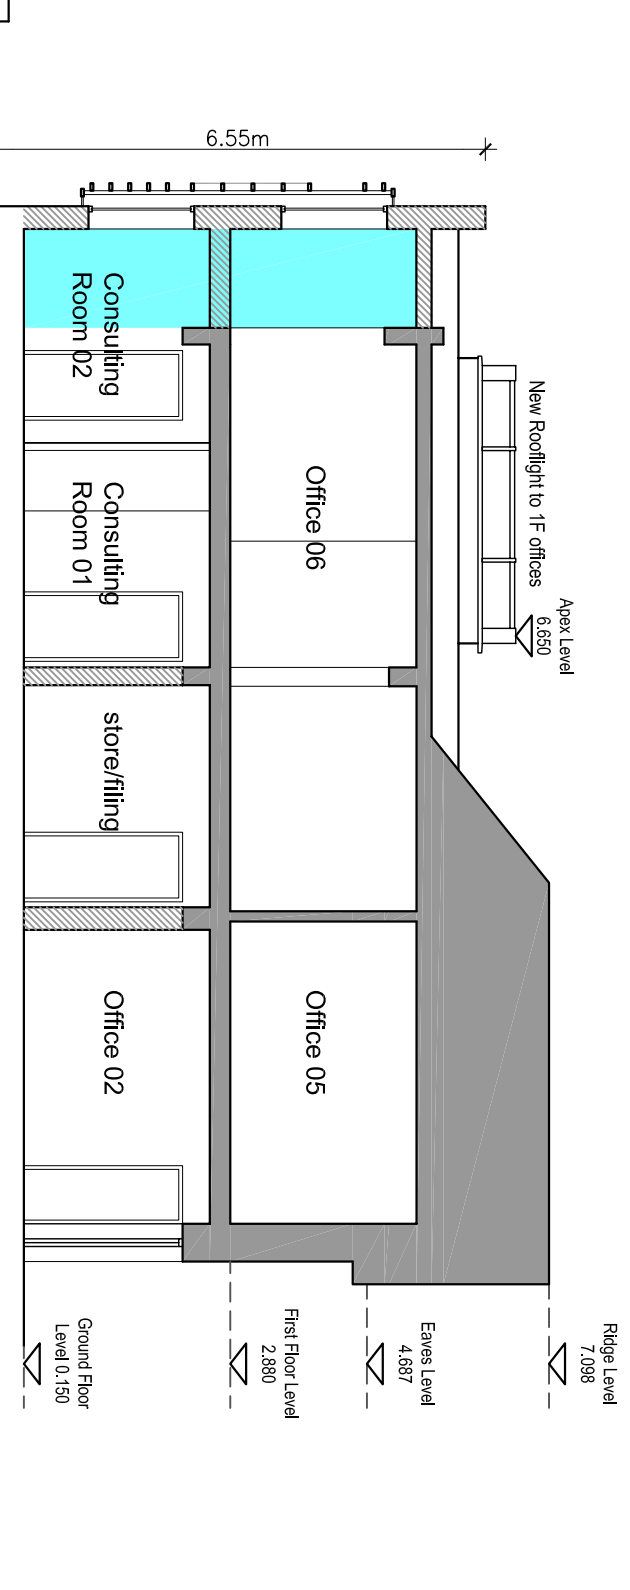 6.55m
New Rooflight to 1F offices
Apex Level
6.650
Ridge Level
7.098
Eaves Level
4.687
First Floor Level
2.880
Ground Floor
Level 0.150
Office 06
Office 05
Consulting
Room 02
Consulting
Room 01
store/filing
Office 02